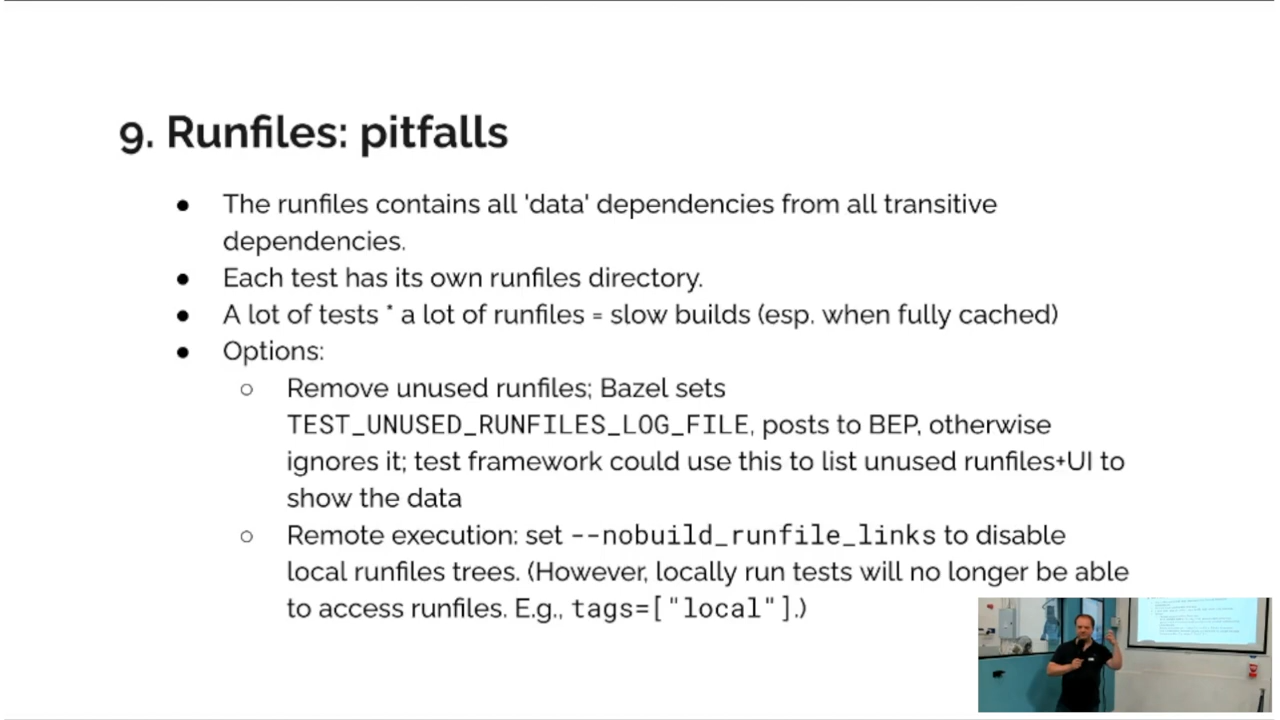 9. Runfiles: pitfalls
● The runfiles contains all 'data' dependencies from all transitive
dependencies.
● Each test has its own runfiles directory.
● A lot of tests * a lot of runfiles = slow builds (esp. when fully cached)
● Options:
○ Remove unused runfiles; Bazel sets
TEST_UNUSED_RUNFILES_LOG_FILE, posts to BEP, otherwise
ignores it; test framework could use this to list unused runfiles+UI to
show the data
○ Remote execution: set --nobuild_runfile_links to disable
local runfiles trees. (However, locally run tests will no longer be able
to access runfiles. E.g., tags=["local"].)